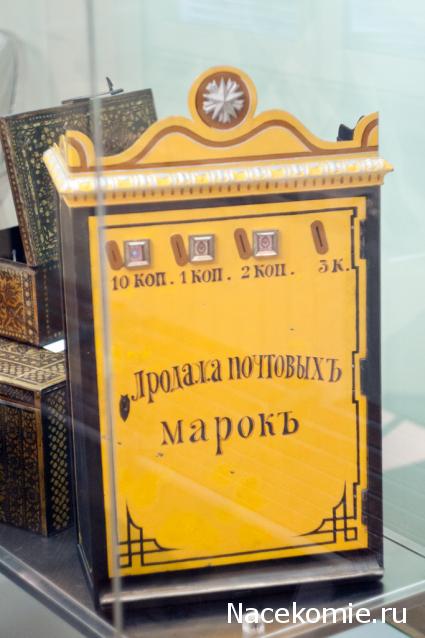 10 коп. 1 коп. 2 коп. 3 к.
Продажа почтовыхъ
марокъ
Nacekomie.ru